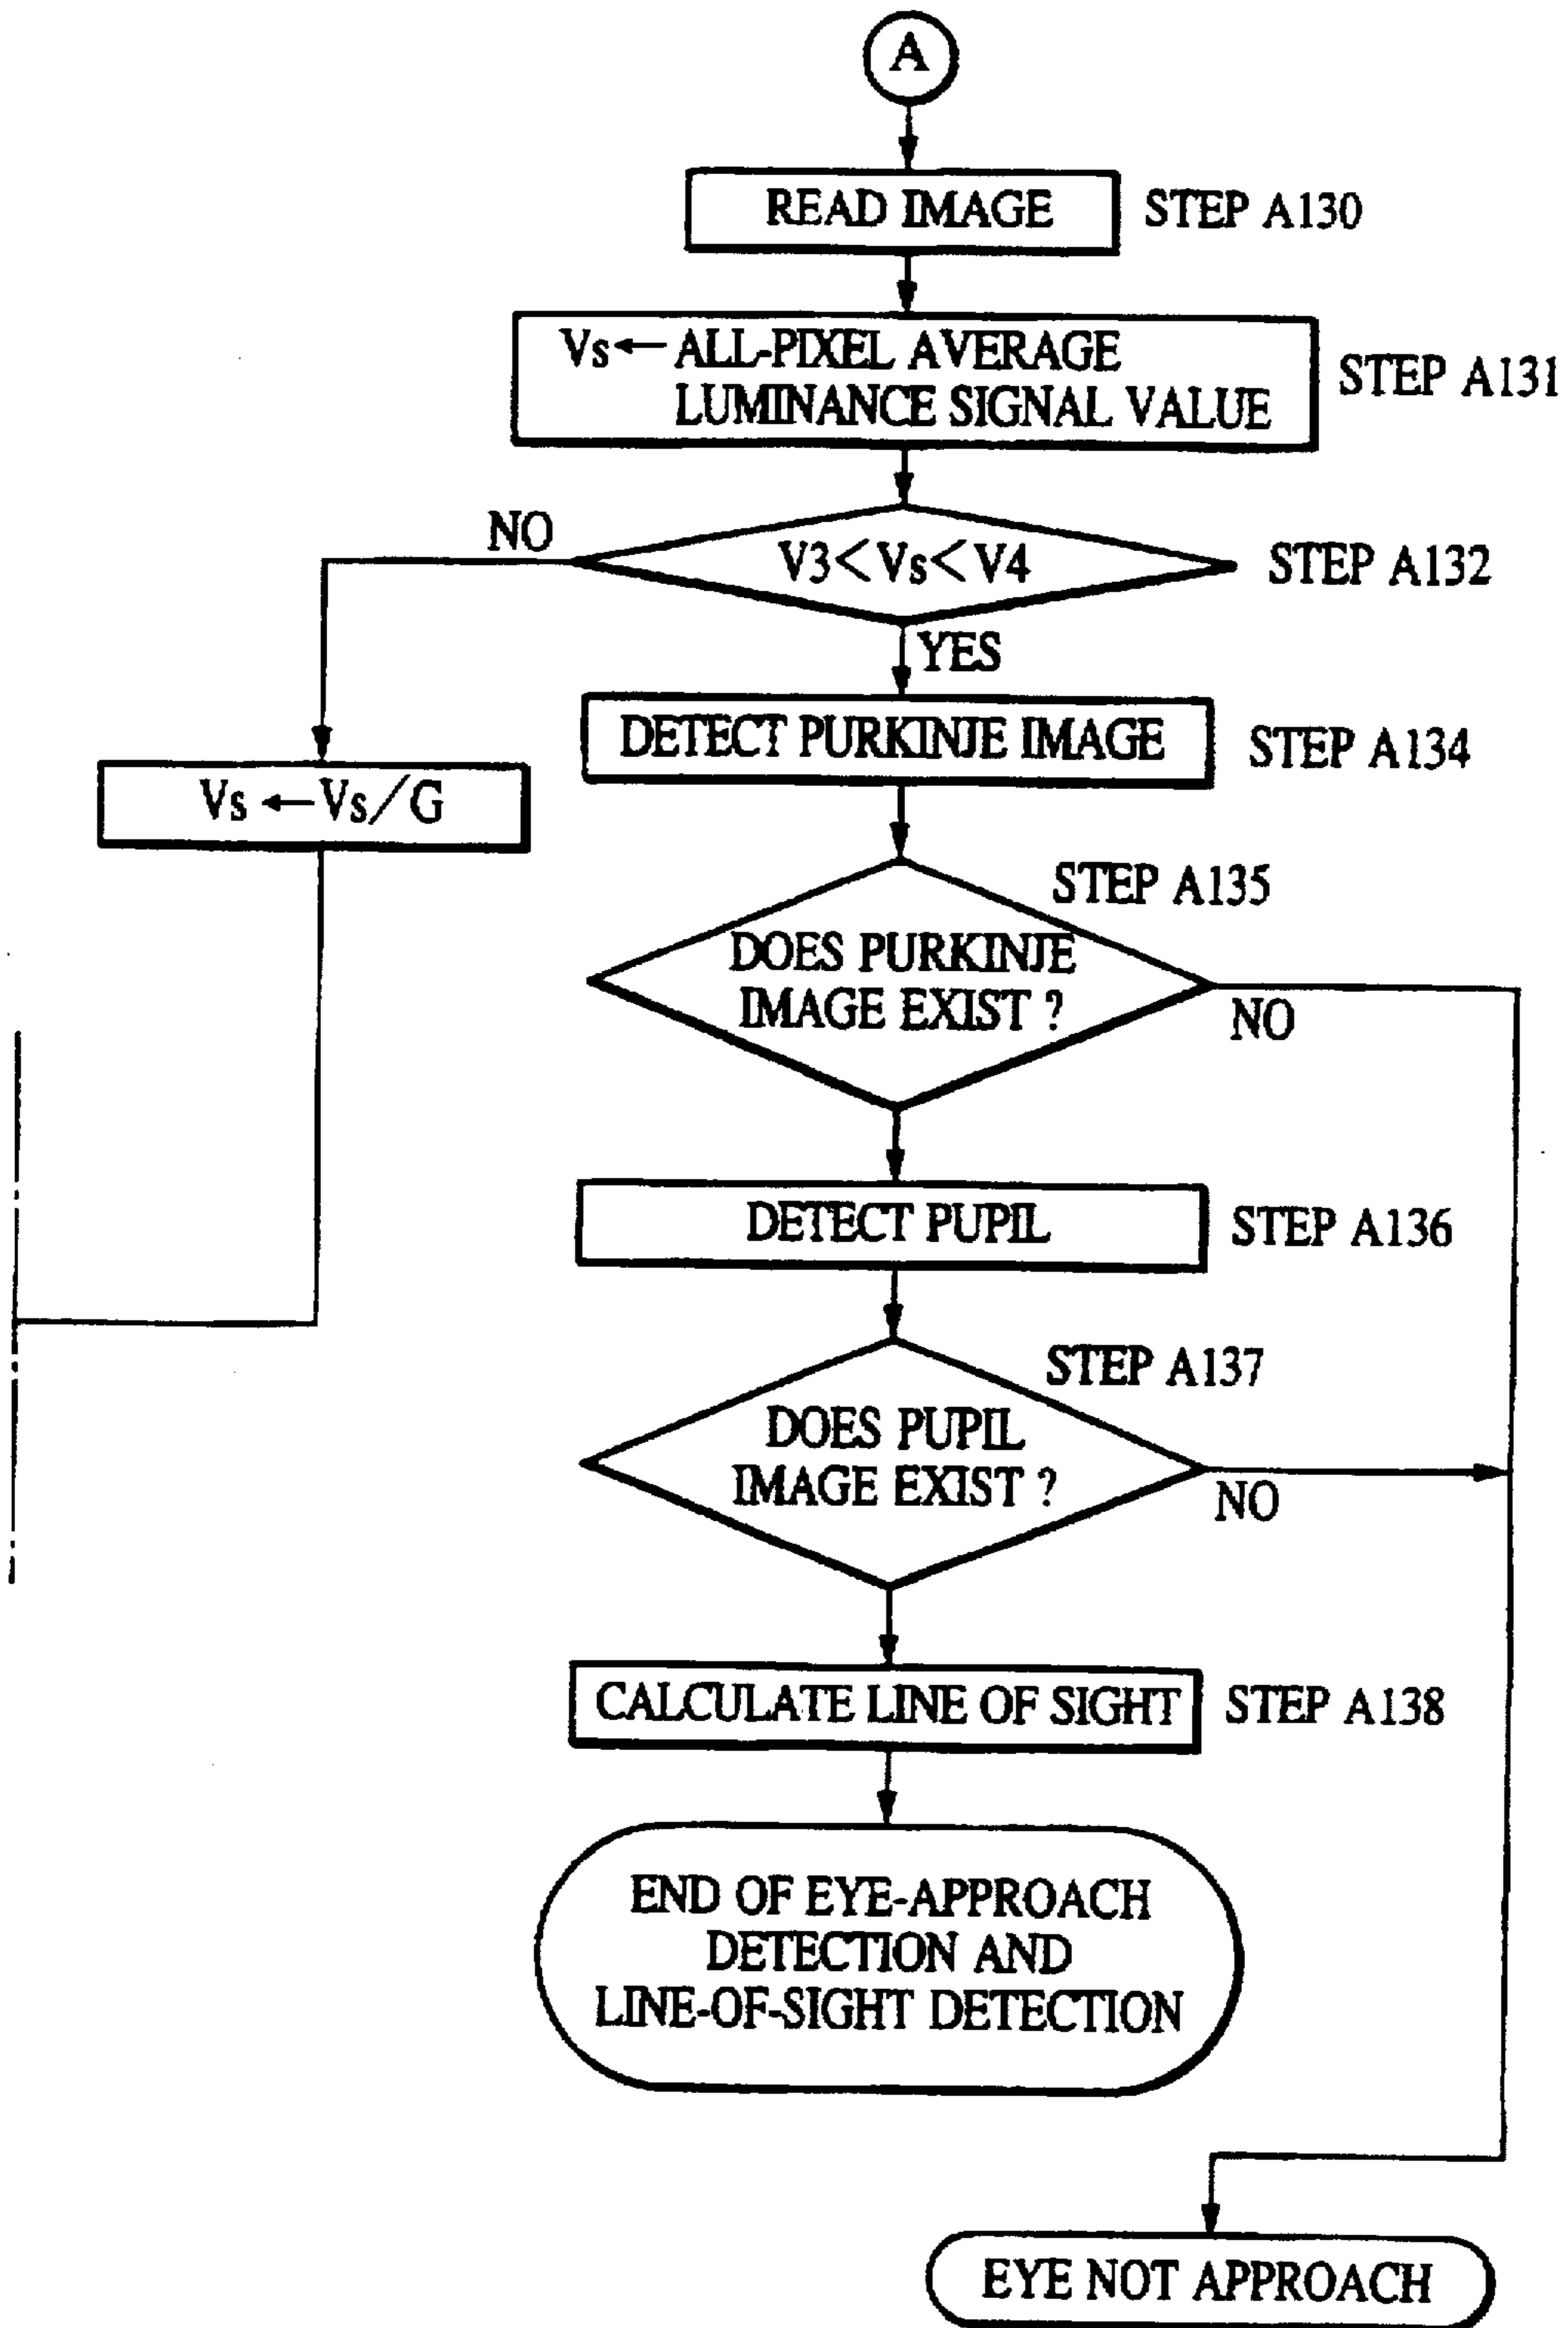 A
READ IMAGE
STEP A130
Vs←ALL-PIXEL AVERAGE
LUMINANCE SIGNAL VALUE
STEP A131
NO
V3<Vs<V4
STEP A132
YES
DETECT PURKINJE IMAGE
STEP A134
Vs←Vs/G
STEP A135
DOES PURKINJE
IMAGE EXIST ?
NO
DETECT PUPIL
STEP A136
STEP A137
DOES PUPIL
IMAGE EXIST ?
NO
CALCULATE LINE OF SIGHT
STEP A138
END OF EYE-APPROACH
DETECTION AND
LINE-OF-SIGHT DETECTION
EYE NOT APPROACH